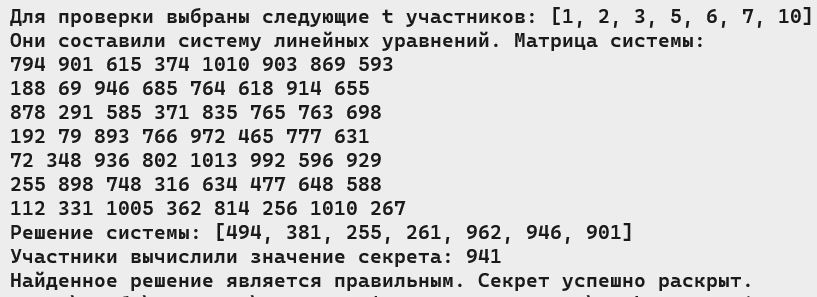 Для проверки выбраны следующие t участников: [1, 2, 3, 5, 6, 7, 10]
Они составили систему линейных уравнений. Матрица системы:
794 901 615 374 1010 903 869 593
188 69 946 685 764 618 914 655
878 291 585 371 835 765 763 698
192 79 893 766 972 465 777 631
72 348 936 802 1013 992 596 929
255 898 748 316 634 477 648 588
112 331 1005 362 814 256 1010 267
Решение системы: [494, 381, 255, 261, 962, 946, 901]
Участники вычислили значение секрета: 941
Найденное решение является правильным. Секрет успешно раскрыт.